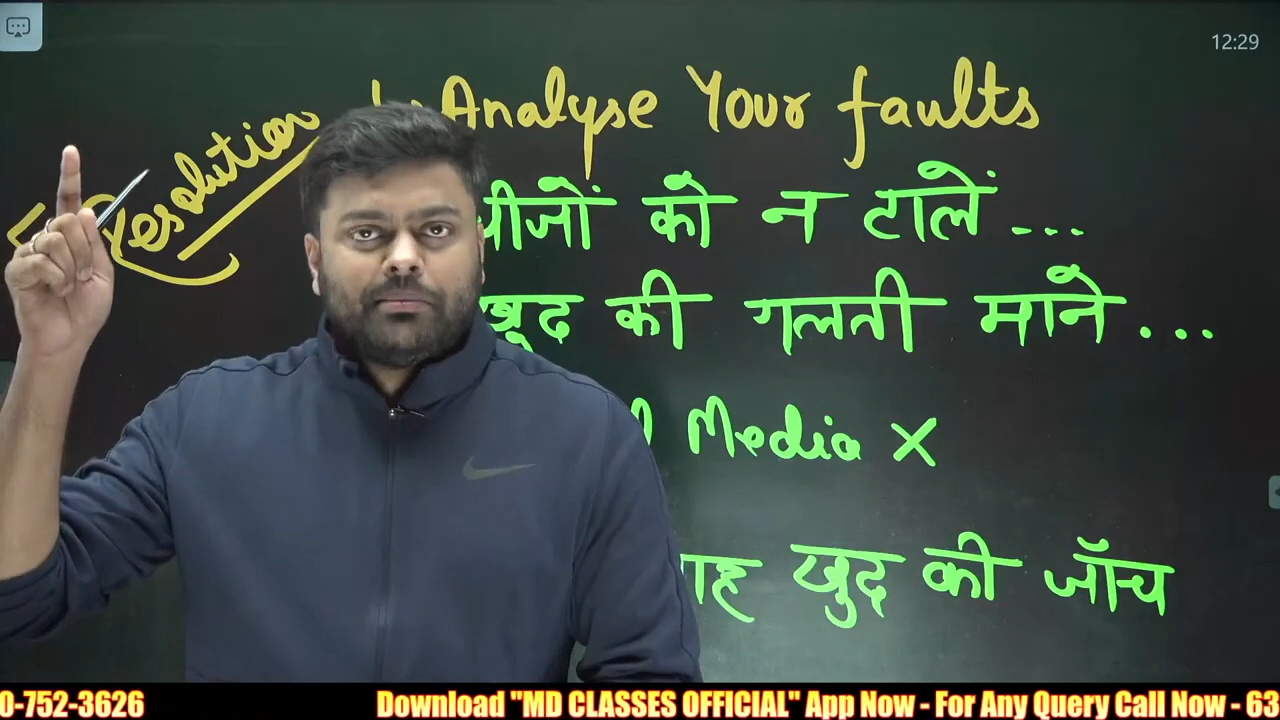 12:29
Resolution
Analyse Your faults
चीजों को न टालें ...
खूद की गलती माने ...
Media X
खुद की जॉच
0-752-3626 Download "MD CLASSES OFFICIAL" App Now - For Any Query Call Now - 63